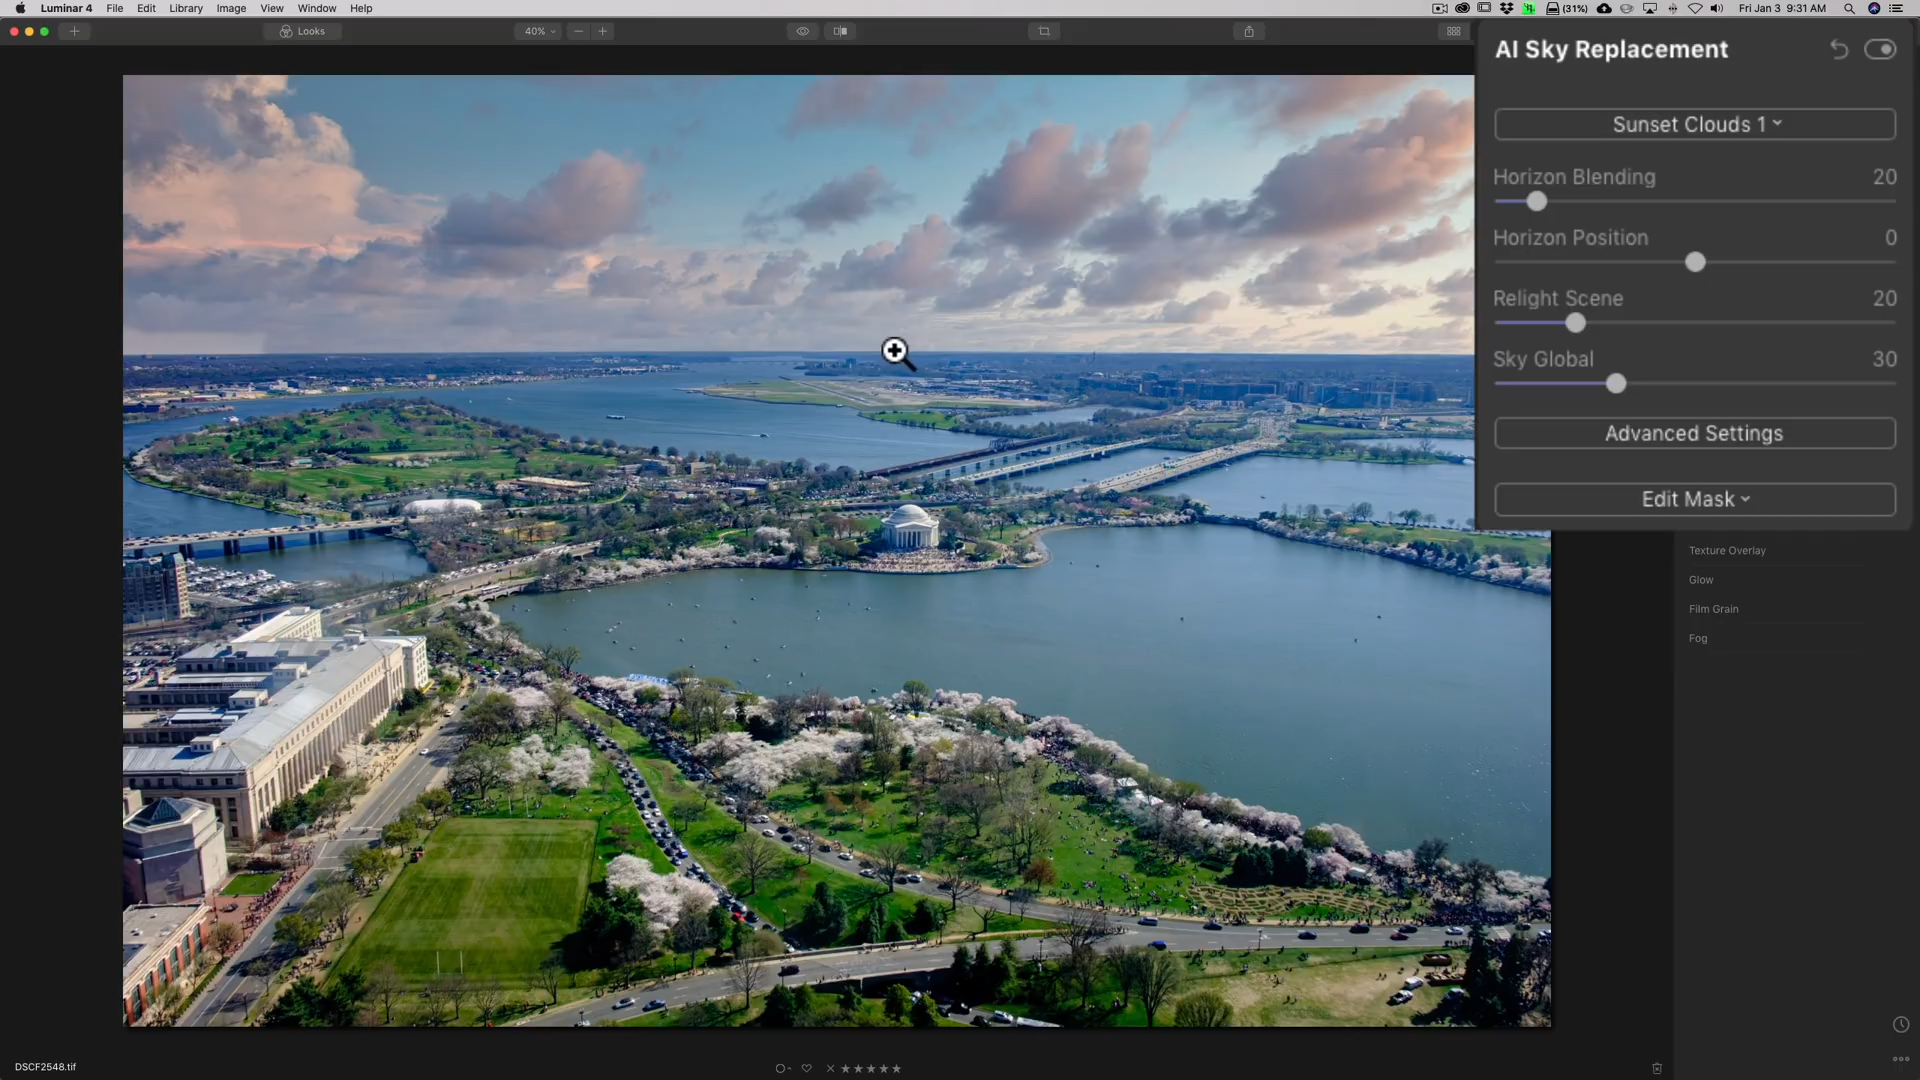 Luminar 4 File Edit Library Image View Window Help (31%) Fri Jan 3 9:31 AM
Looks 40%
AI Sky Replacement
Sunset Clouds 1
Horizon Blending 20
Horizon Position 0
Relight Scene 20
Sky Global 30
Advanced Settings
Edit Mask
Texture Overlay
Glow
Film Grain
Fog
DSCF2548.tif